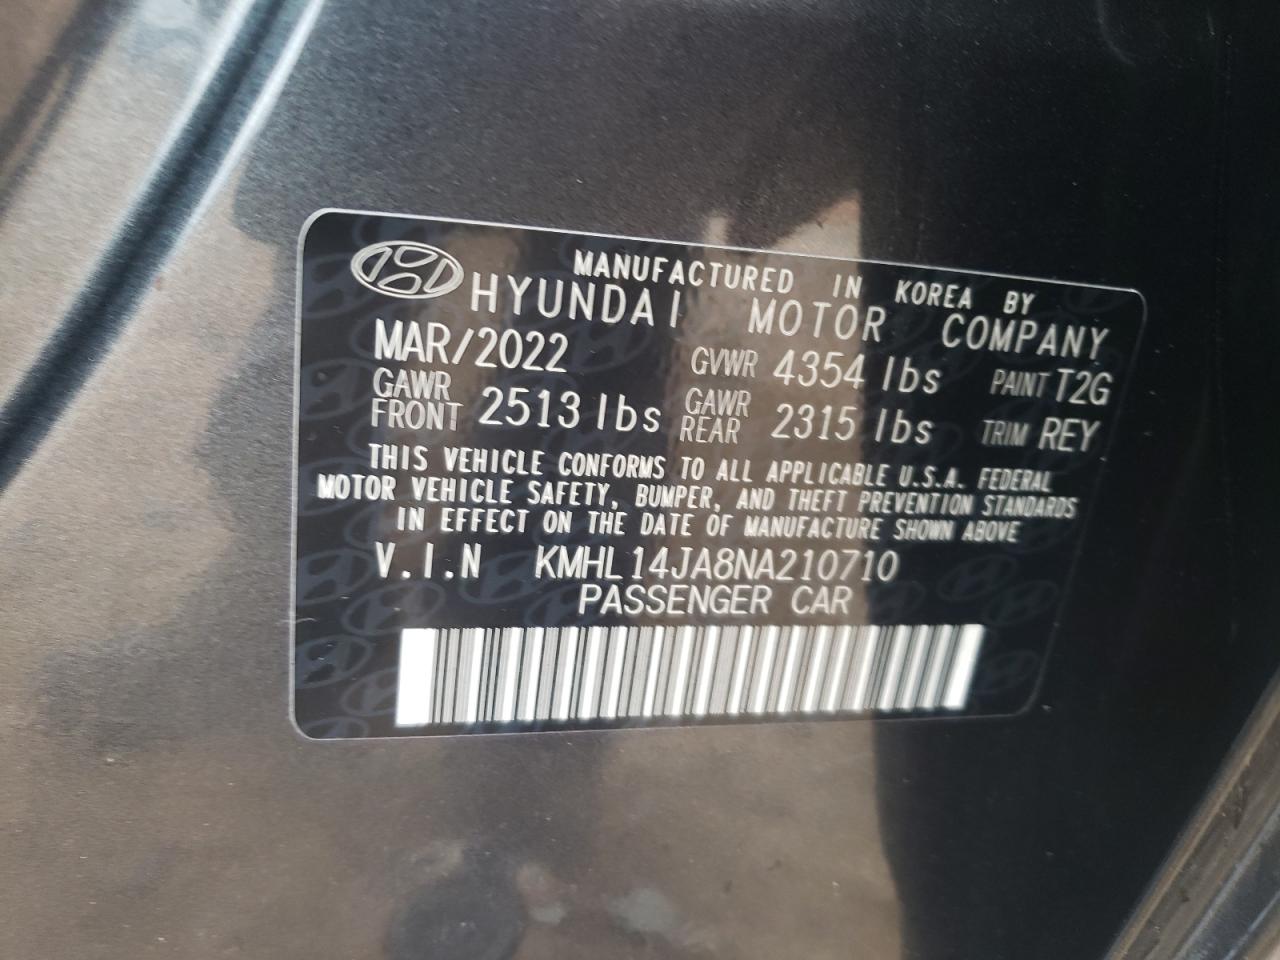 MANUFACTURED IN KOREA BY
HYUNDAI MOTOR COMPANY
MAR/2022 GVWR 4354 lbs PAINT T2G
GAWR FRONT 2513 lbs GAWR REAR 2315 lbs TRIM REY
THIS VEHICLE CONFORMS TO ALL APPLICABLE U.S.A. FEDERAL
MOTOR VEHICLE SAFETY, BUMPER, AND THEFT PREVENTION STANDARDS
IN EFFECT ON THE DATE OF MANUFACTURE SHOWN ABOVE
V.I.N KMHL14JA8NA210710
PASSENGER CAR